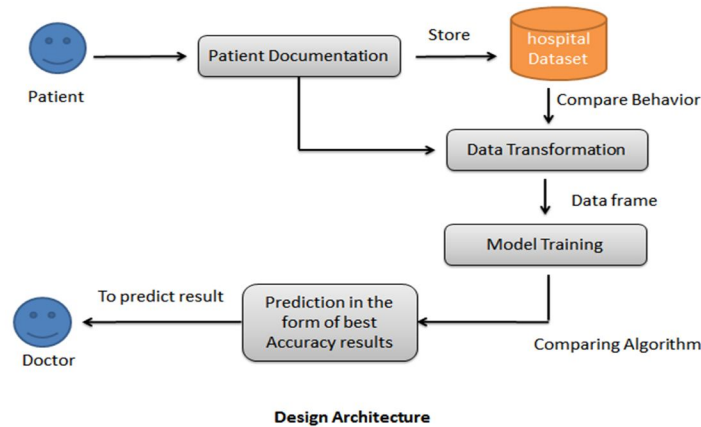 Patient
Patient Documentation
Store
hospital
Dataset
Compare Behavior
Data Transformation
Data frame
Model Training
Comparing Algorithm
Prediction in the
form of best
Accuracy results
To predict result
Doctor
Design Architecture